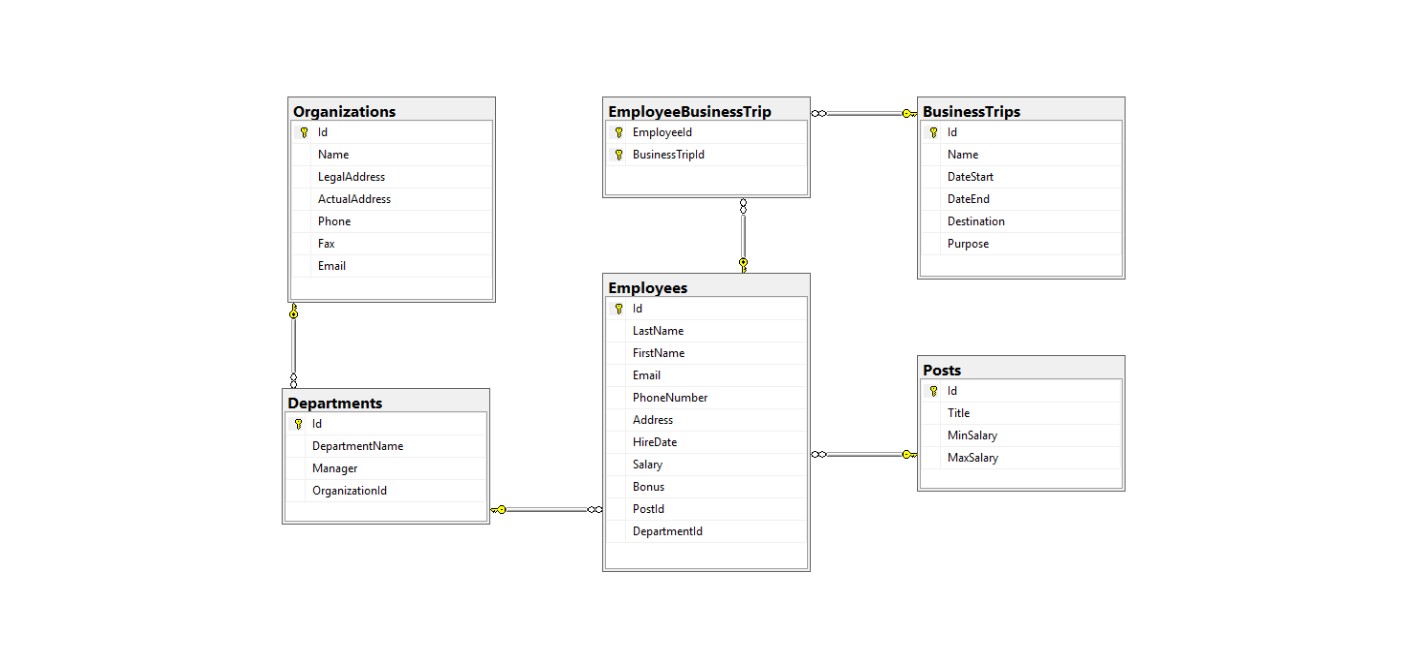 Organizations
Id
Name
LegalAddress
ActualAddress
Phone
Fax
Email
EmployeeBusinessTrip
EmployeeId
BusinessTripId
BusinessTrips
Id
Name
DateStart
DateEnd
Destination
Purpose
Departments
Id
DepartmentName
Manager
OrganizationId
Employees
Id
LastName
FirstName
Email
PhoneNumber
Address
HireDate
Salary
Bonus
PostId
DepartmentId
Posts
Id
Title
MinSalary
MaxSalary